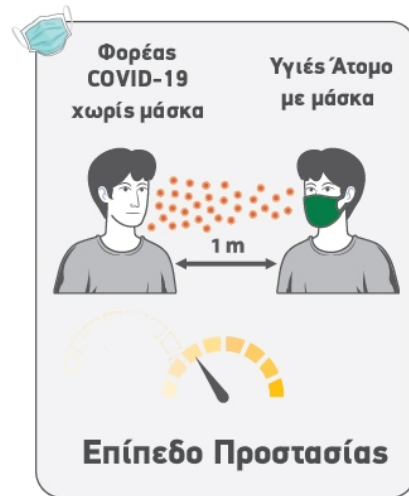 Φορέας
COVID-19
χωρίς μάσκα
Υγιές Άτομο
με μάσκα
1 m
Επίπεδο Προστασίας